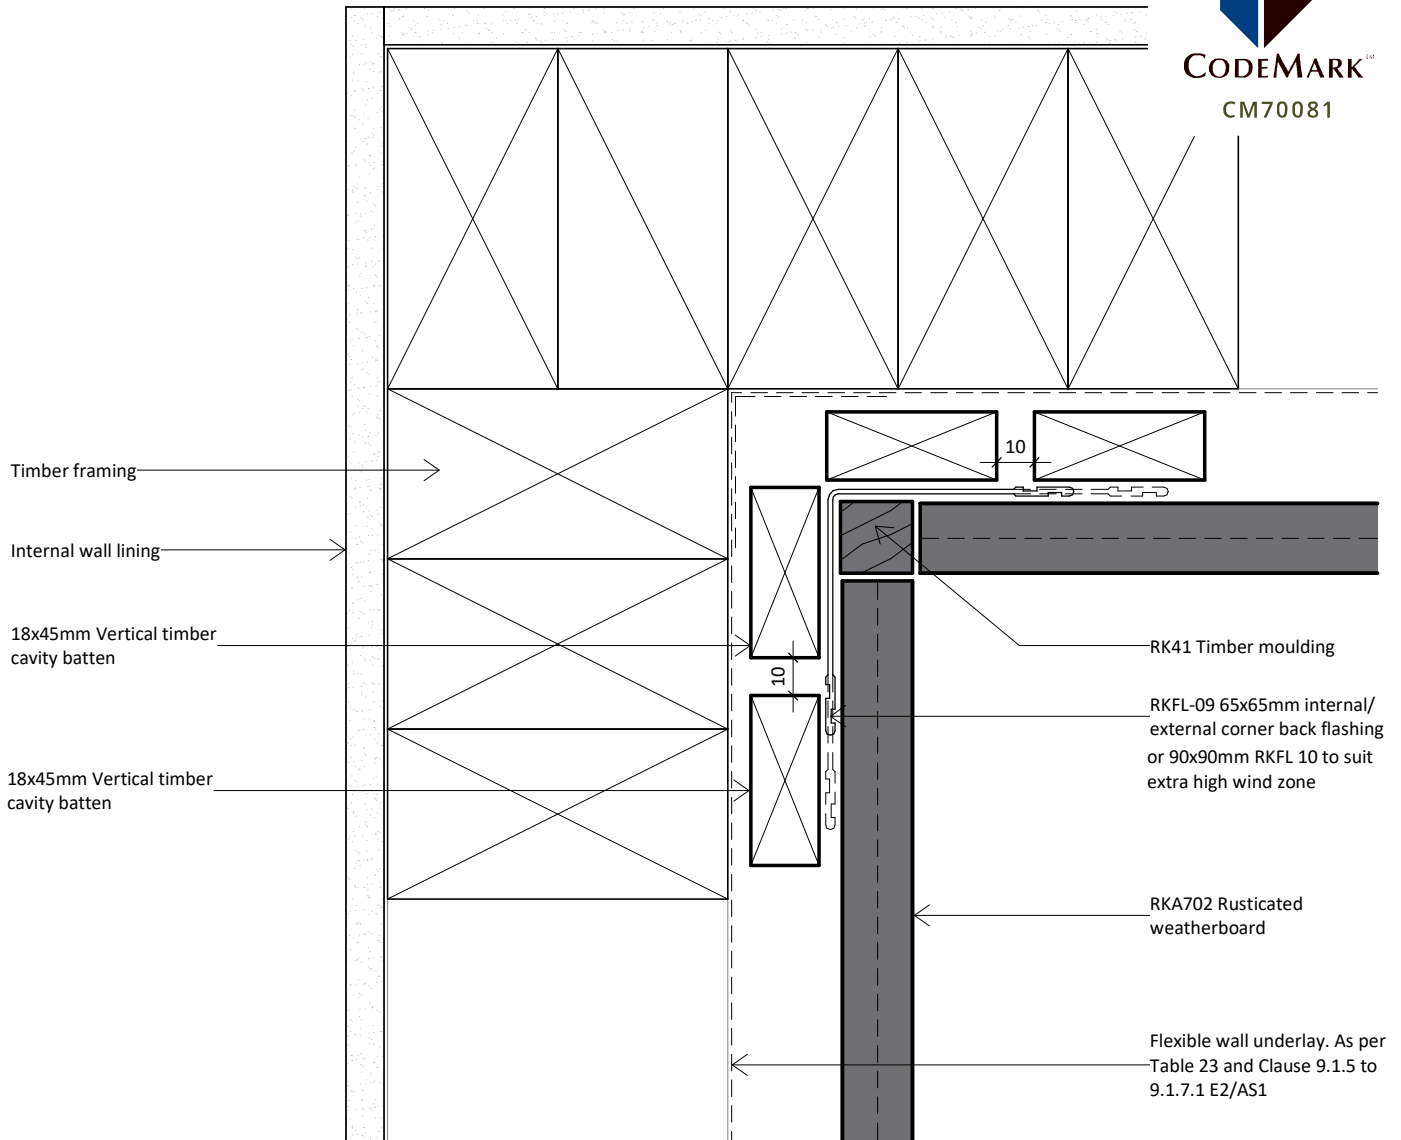 CODEMARK™
CM70081
10
Timber framing
Internal wall lining
18x45mm Vertical timber
cavity batten
10
RK41 Timber moulding
RKFL-09 65x65mm internal/
external corner back flashing
or 90x90mm RKFL 10 to suit
extra high wind zone
18x45mm Vertical timber
cavity batten
RKA702 Rusticated
weatherboard
Flexible wall underlay. As per
Table 23 and Clause 9.1.5 to
9.1.7.1 E2/AS1